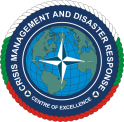 CRISIS MANAGEMENT AND DISASTER RESPONSE
CENTRE OF EXCELLENCE